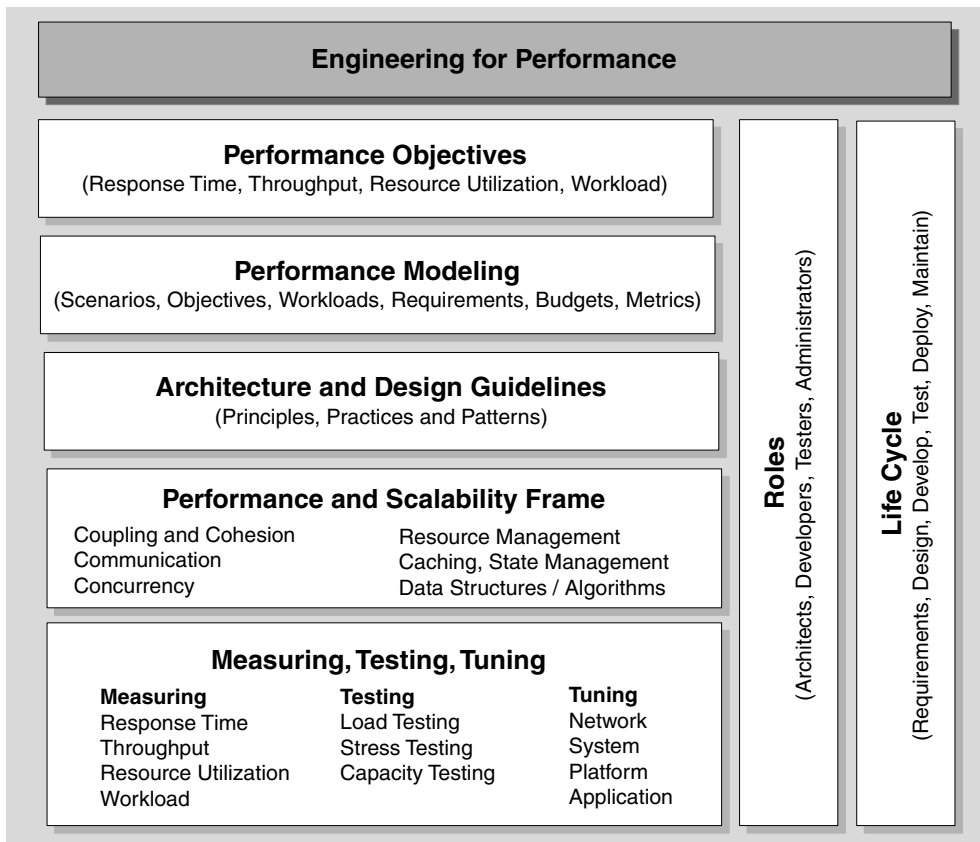 Engineering for Performance
Performance Objectives
(Response Time, Throughput, Resource Utilization, Workload)
Performance Modeling
(Scenarios, Objectives, Workloads, Requirements, Budgets, Metrics)
Architecture and Design Guidelines
(Principles, Practices and Patterns)
Performance and Scalability Frame
Coupling and Cohesion
Communication
Concurrency
Resource Management
Caching, State Management
Data Structures / Algorithms
Measuring, Testing, Tuning
Measuring
Response Time
Throughput
Resource Utilization
Workload
Testing
Load Testing
Stress Testing
Capacity Testing
Tuning
Network
System
Platform
Application
Roles
(Architects, Developers, Testers, Administrators)
Life Cycle
(Requirements, Design, Develop, Test, Deploy, Maintain)